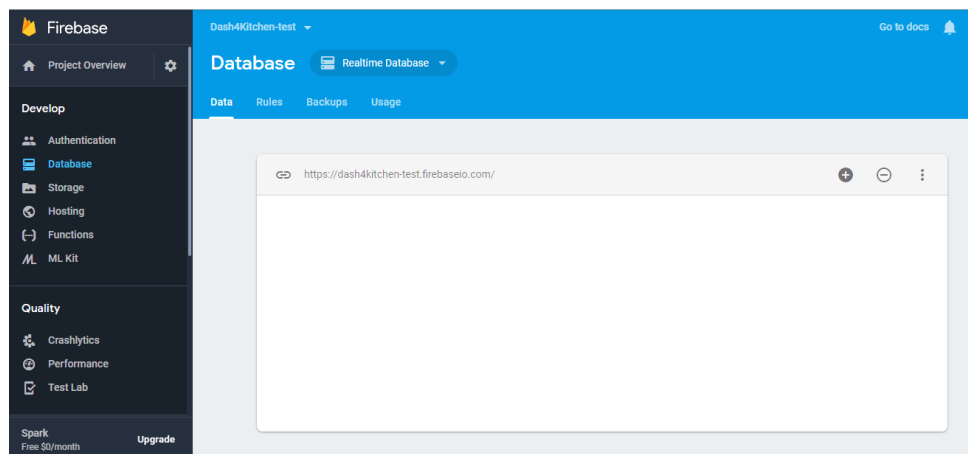 Firebase
Project Overview
Develop
Authentication
Database
Storage
Hosting
Functions
ML Kit
Quality
Crashlytics
Performance
Test Lab
Spark
Free $0/month
Upgrade
Dash4Kitchen-test
Go to docs
Database
Realtime Database
Data Rules Backups Usage
https://dash4kitchen-test.firebaseio.com/